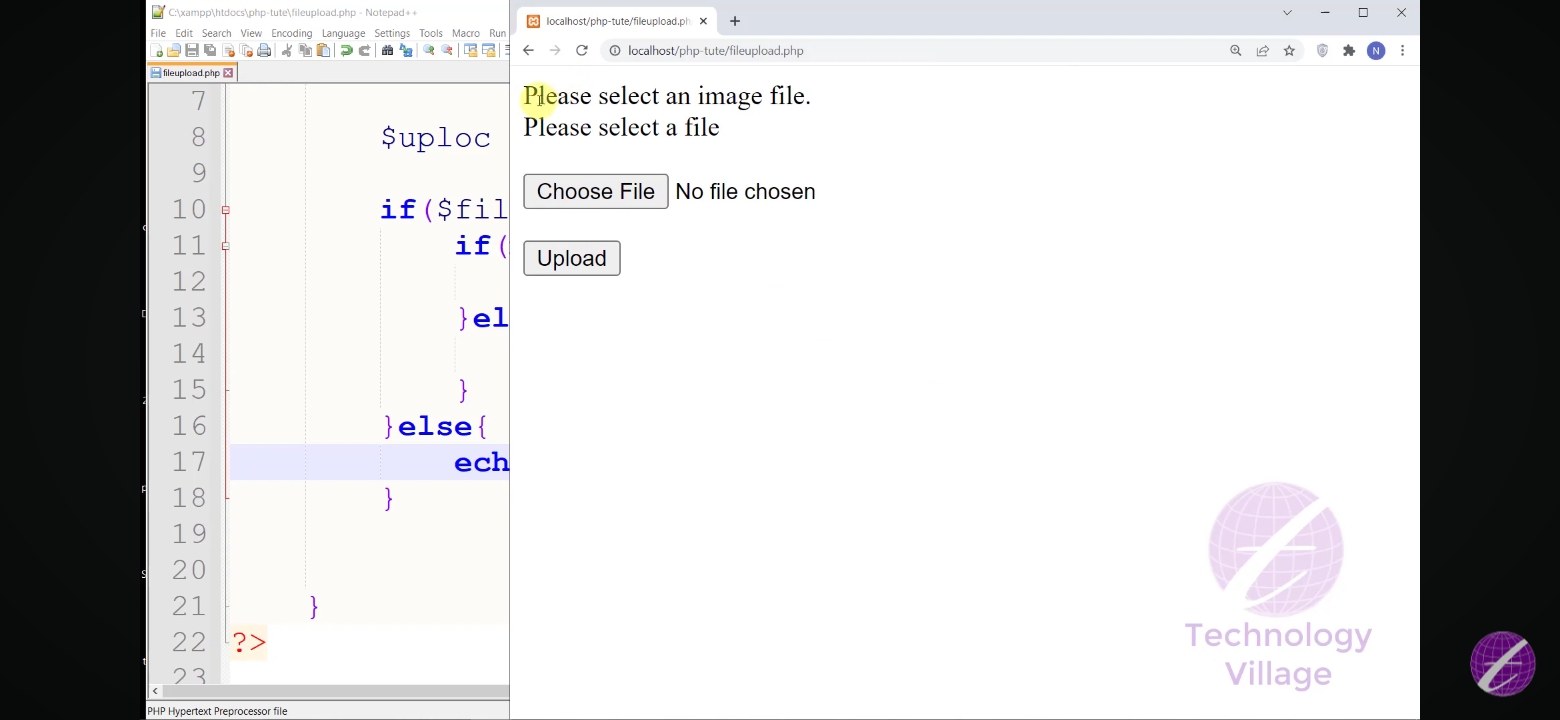 C:\xampp\htdocs\php-tute\fileupload.php - Notepad++
File Edit Search View Encoding Language Settings Tools Macro Run
fileupload.php
7
8 $uploc
9
10 if($fil
11 if(
12
13 }el
14
15 }
16 }else{
17 ech
18 }
19
20
21 }
22 ?>
23
PHP Hypertext Preprocessor file
localhost/php-tute/fileupload.ph
localhost/php-tute/fileupload.php
N
Please select an image file.
Please select a file
Choose File No file chosen
Upload
Technology
Village